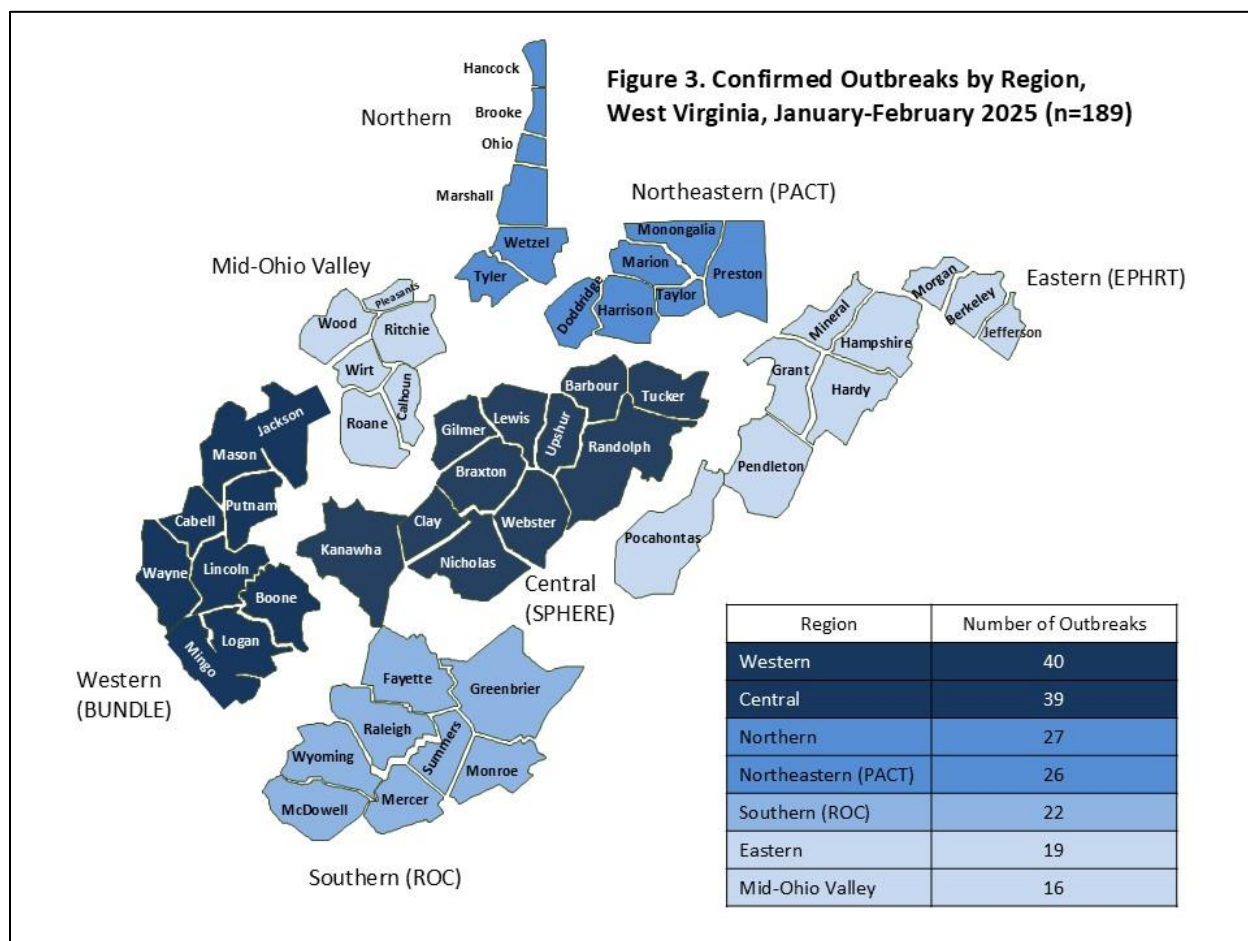 Figure 3. Confirmed Outbreaks by Region,
West Virginia, January-February 2025 (n=189)
Northern
Hancock
Brooke
Ohio
Marshall
Wetzel
Tyler
Northeastern (PACT)
Monongalia
Marion
Preston
Taylor
Doddridge
Harrison
Mid-Ohio Valley
Pleasants
Wood
Ritchie
Wirt
Calhoun
Roane
Eastern (EPHRT)
Morgan
Berkeley
Jefferson
Mineral
Hampshire
Grant
Hardy
Pendleton
Pocahontas
Jackson
Mason
Putnam
Cabell
Wayne
Lincoln
Boone
Logan
Mingo
Western
(BUNDLE)
Barbour
Tucker
Lewis
Upshur
Gilmer
Randolph
Braxton
Webster
Clay
Kanawha
Nicholas
Central
(SPHERE)
Fayette
Greenbrier
Raleigh
Summers
Wyoming
Monroe
Mercer
McDowell
Southern (ROC)
Region Number of Outbreaks
Western 40
Central 39
Northern 27
Northeastern (PACT) 26
Southern (ROC) 22
Eastern 19
Mid-Ohio Valley 16